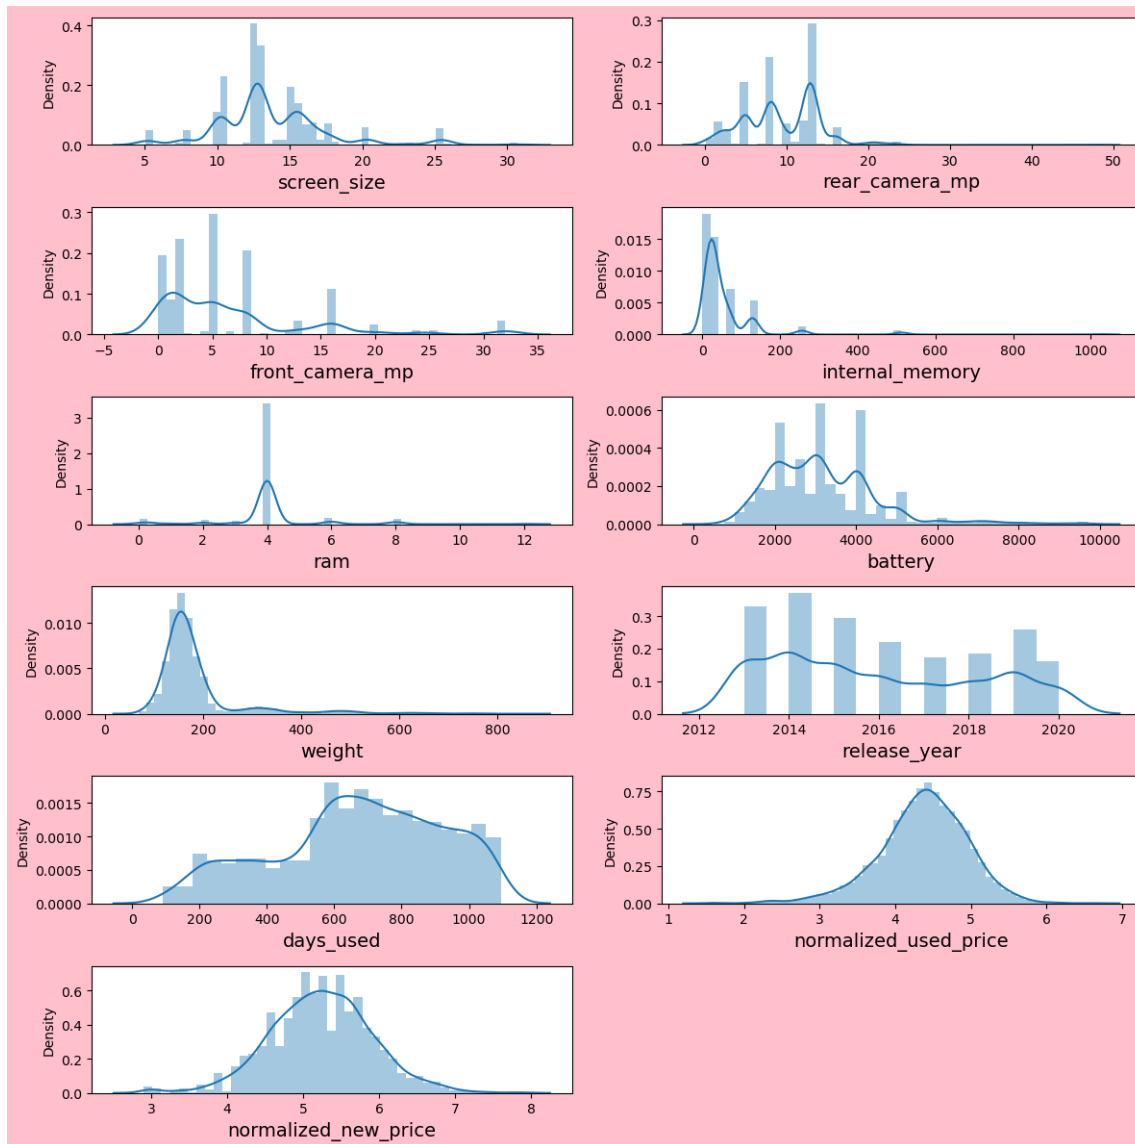 0.4
0.2
0.0
Density
5 10 15 20 25 30
screen_size
0.3
0.2
0.1
0.0
Density
0 10 20 30 40 50
rear_camera_mp
0.3
0.2
0.1
0.0
Density
−5 0 5 10 15 20 25 30 35
front_camera_mp
0.015
0.010
0.005
0.000
Density
0 200 400 600 800 1000
internal_memory
3
2
1
0
Density
0 2 4 6 8 10 12
ram
0.0006
0.0004
0.0002
0.0000
Density
0 2000 4000 6000 8000 10000
battery
0.010
0.005
0.000
Density
0 200 400 600 800
weight
0.3
0.2
0.1
0.0
Density
2012 2014 2016 2018 2020
release_year
0.0015
0.0010
0.0005
0.0000
Density
0 200 400 600 800 1000 1200
days_used
0.75
0.50
0.25
0.00
Density
1 2 3 4 5 6 7
normalized_used_price
0.6
0.4
0.2
0.0
Density
3 4 5 6 7 8
normalized_new_price